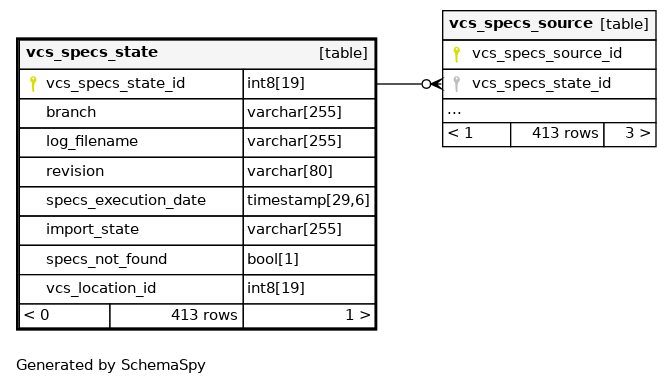 vcs_specs_state [table]
vcs_specs_state_id int8[19]
branch varchar[255]
log_filename varchar[255]
revision varchar[80]
specs_execution_date timestamp[29,6]
import_state varchar[255]
specs_not_found bool[1]
vcs_location_id int8[19]
< 0 413 rows 1 >
vcs_specs_source [table]
vcs_specs_source_id
vcs_specs_state_id
...
< 1 413 rows 3 >
Generated by SchemaSpy